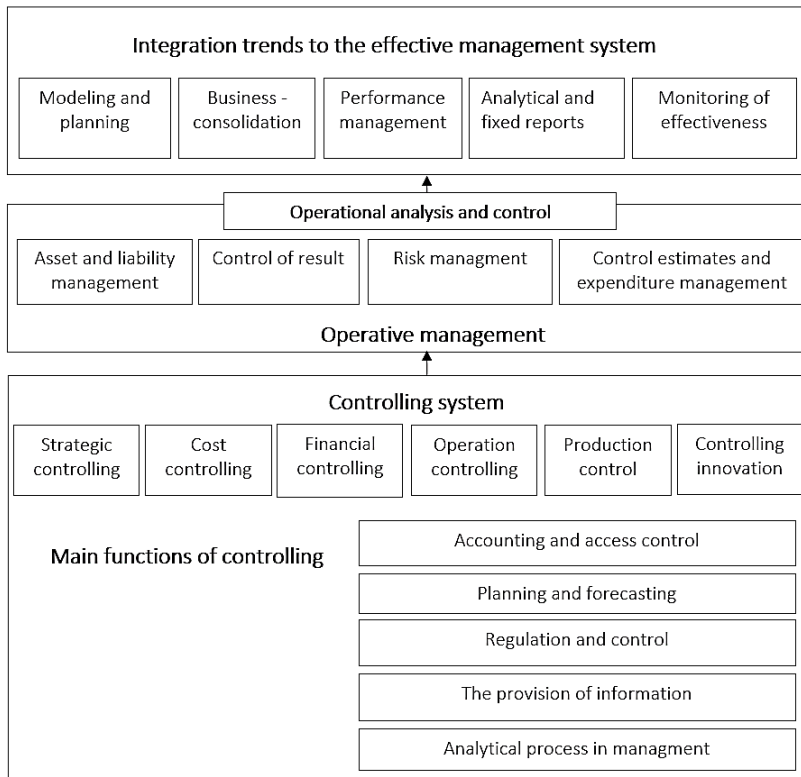 Integration trends to the effective management system
Modeling and
planning
Business -
consolidation
Performance
management
Analytical and
fixed reports
Monitoring of
effectiveness
Operational analysis and control
Asset and liability
management
Control of result
Risk managment
Control estimates and
expenditure management
Operative management
Controlling system
Strategic
controlling
Cost
controlling
Financial
controlling
Operation
controlling
Production
control
Controlling
innovation
Main functions of controlling
Accounting and access control
Planning and forecasting
Regulation and control
The provision of information
Analytical process in managment